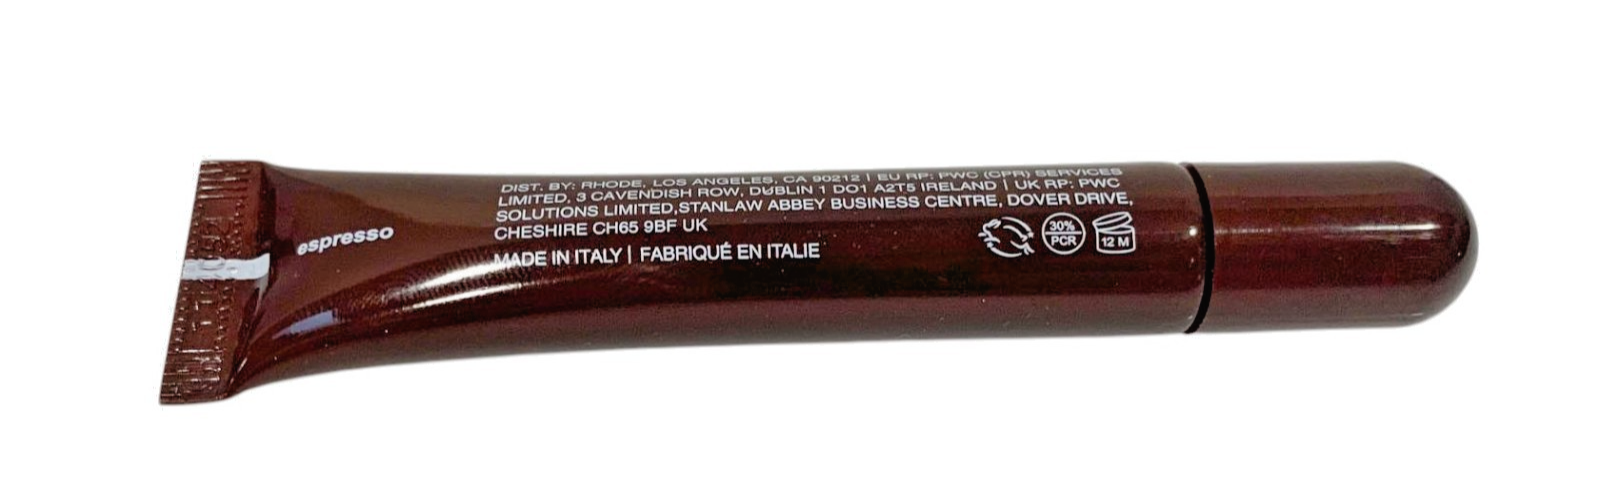 espresso
DIST. BY: RHODE, LOS ANGELES, CA 90212 | EU RP: PWC (CPR) SERVICES
LIMITED, 3 CAVENDISH ROW, DUBLIN 1 DO1 A2T5 IRELAND | UK RP: PWC
SOLUTIONS LIMITED,STANLAW ABBEY BUSINESS CENTRE, DOVER DRIVE,
CHESHIRE CH65 9BF UK
MADE IN ITALY | FABRIQUÉ EN ITALIE
30%
PCR
12 M